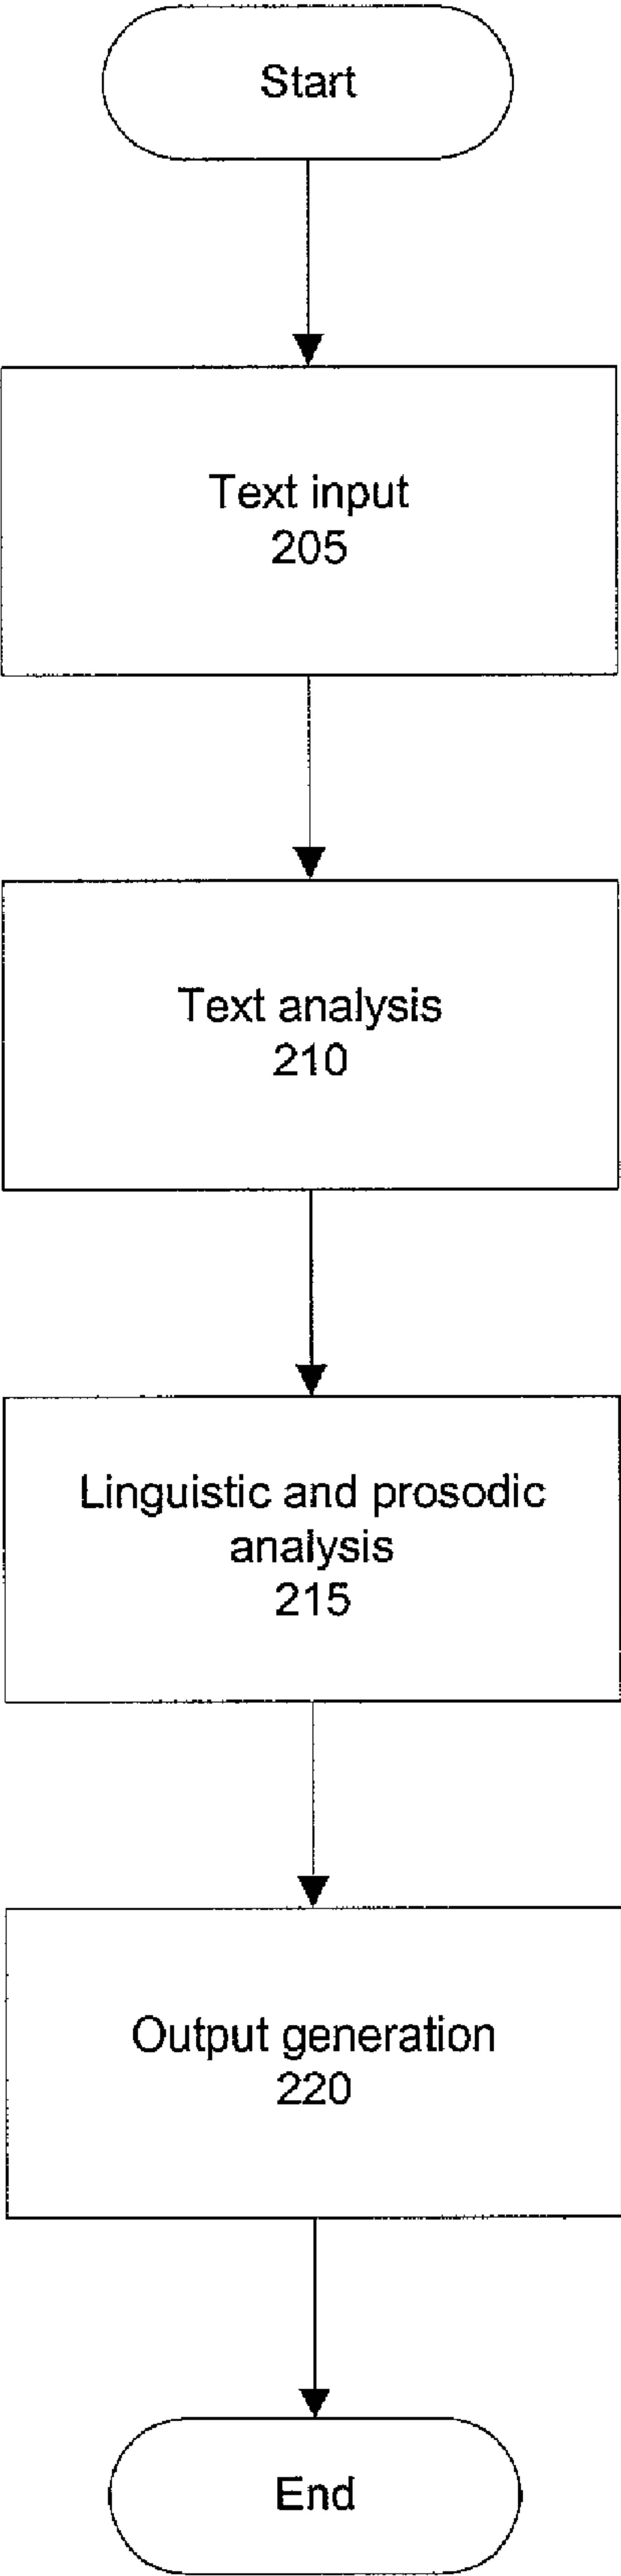 Start
Text input
205
Text analysis
210
Linguistic and prosodic
analysis
215
Output generation
220
End